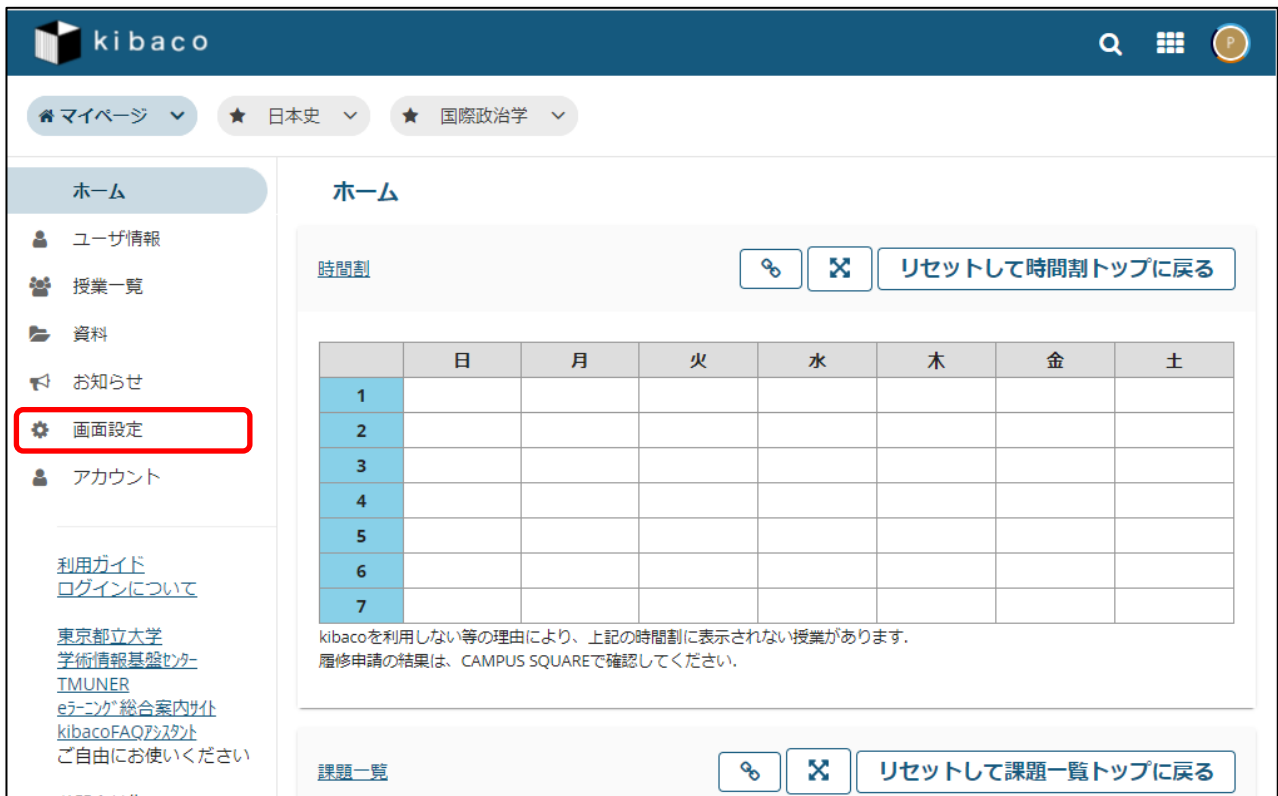 kibaco
P
マイページ
日本史
国際政治学
ホーム
ユーザ情報
授業一覧
資料
お知らせ
画面設定
アカウント
利用ガイド
ログインについて
東京都立大学
学術情報基盤ｾﾝﾀｰ
TMUNER
eﾗｰﾆﾝｸﾞ総合案内ｻｲﾄ
kibacoFAQｱｼｽﾀﾝﾄ
ご自由にお使いください
ホーム
時間割
リセットして時間割トップに戻る
日 月 火 水 木 金 土
1
2
3
4
5
6
7
kibacoを利用しない等の理由により、上記の時間割に表示されない授業があります.
履修申請の結果は、CAMPUS SQUAREで確認してください.
課題一覧
リセットして課題一覧トップに戻る